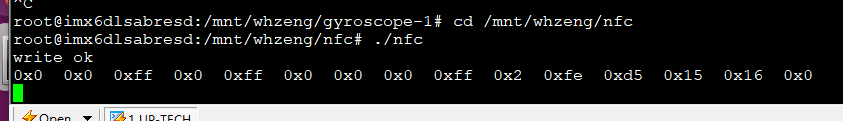 ^C
root@imx6dlsabresd:/mnt/whzeng/gyroscope-1# cd /mnt/whzeng/nfc
root@imx6dlsabresd:/mnt/whzeng/nfc# ./nfc
write ok
0x0 0x0 0xff 0x0 0xff 0x0 0x0 0x0 0xff 0x2 0xfe 0xd5 0x15 0x16 0x0
Open 1 UP-TECH